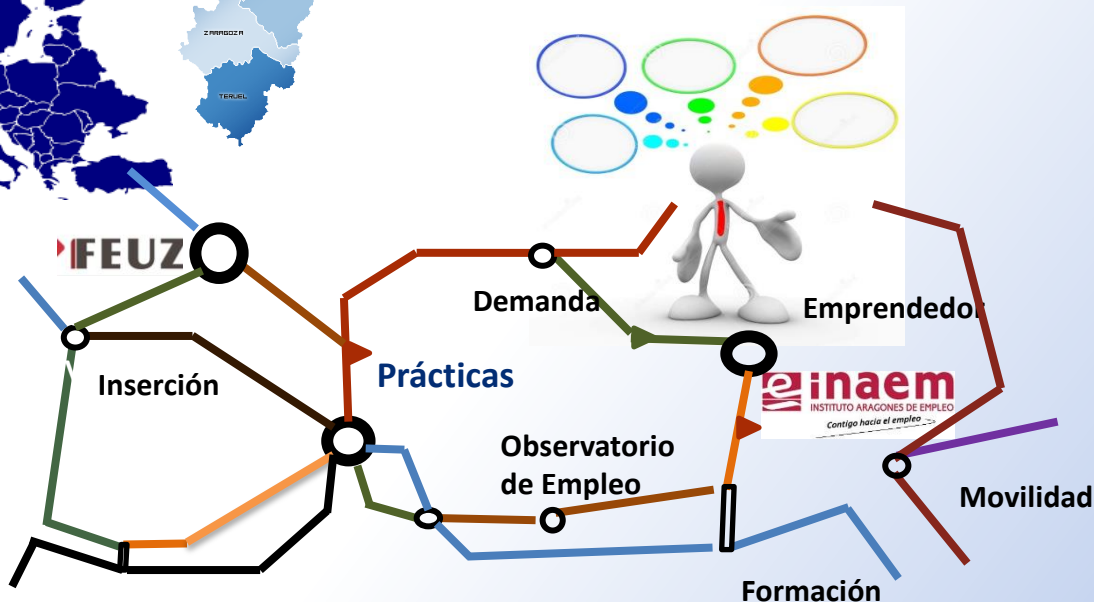 ZARAGOZA
TERUEL
FEUZ
Demanda
Emprendedor
Inserción
Prácticas
inaem
INSTITUTO ARAGONES DE EMPLEO
Contigo hacia el empleo
Observatorio
de Empleo
Movilidad
Formación